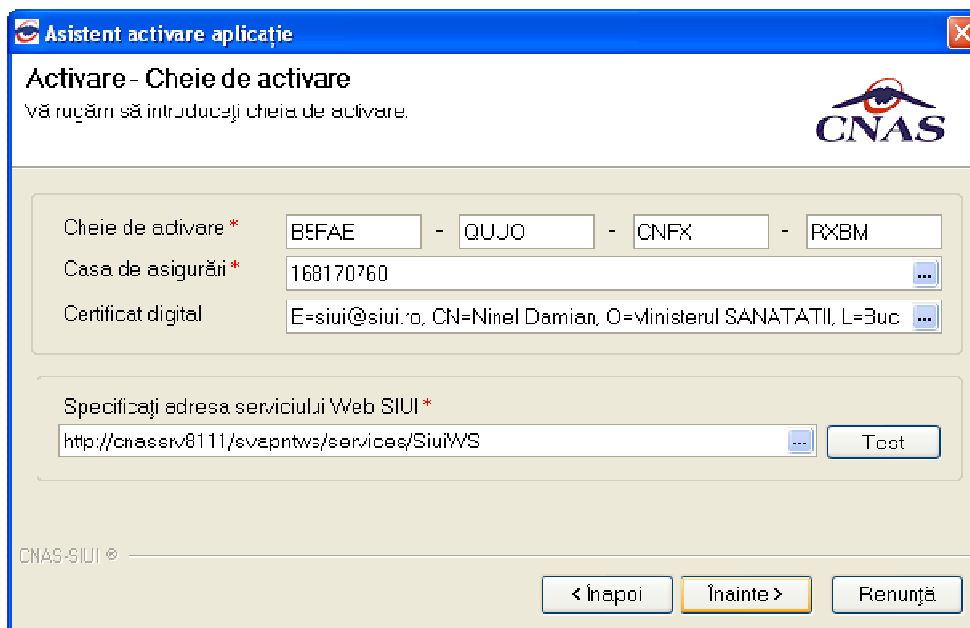 Asistent activare aplicație
Activare - Cheie de activare
Vă rugăm să introduceți cheia de activare.
CNAS
Cheie de activare * - QUJO - CNFX - RXBM
Casa de asigurări * 168170760 ...
Certificat digital E=siui@siui.ro, CN=Ninel Damian, O=Ministerul SANATATII, L=Buc ...
Specificați adresa serviciului Web SIUI *
http://cnassrv8111/svapntws/services/SiuiWS ... Test
CNAS-SIUI ®
< Înapoi Înainte > Renunță